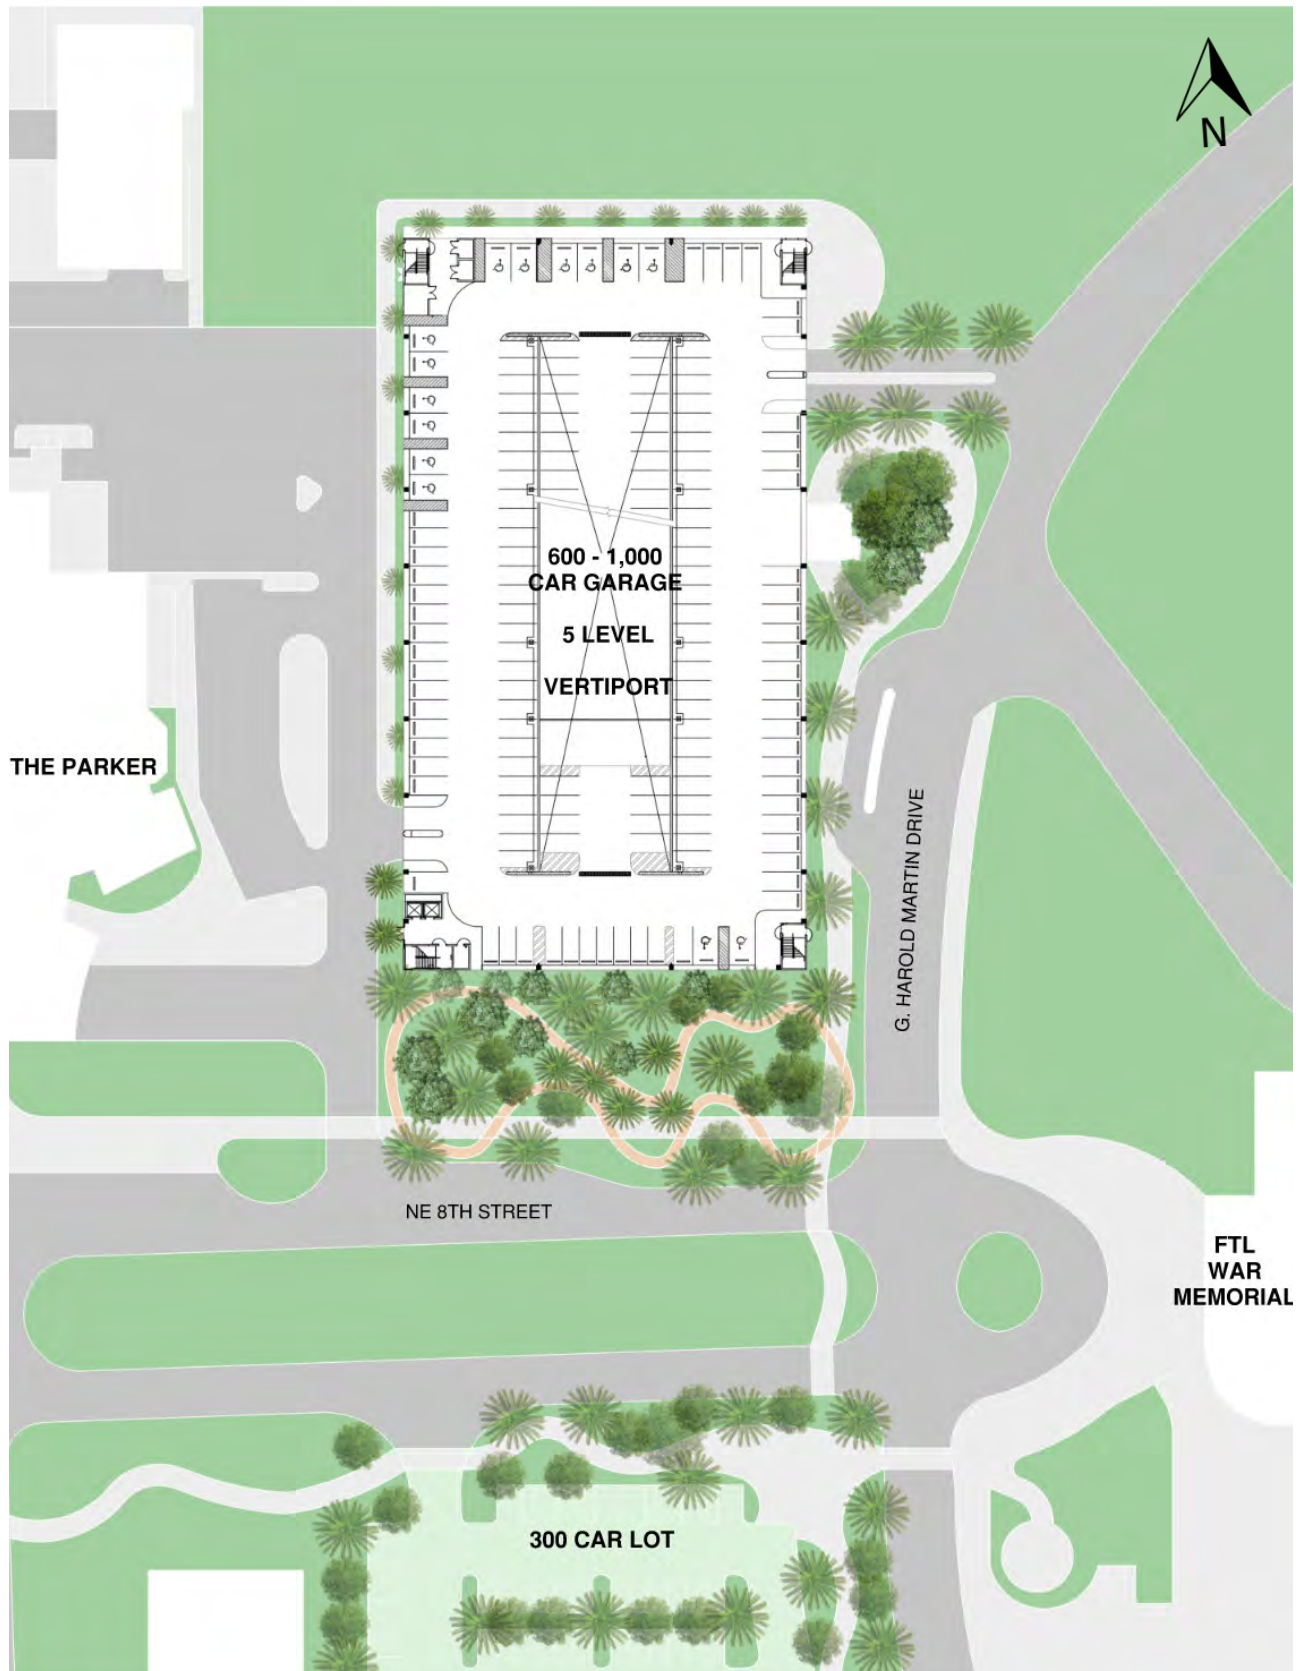 N
600 - 1,000
CAR GARAGE
5 LEVEL
VERTIPORT
THE PARKER
G. HAROLD MARTIN DRIVE
NE 8TH STREET
FTL
WAR
MEMORIAL
300 CAR LOT